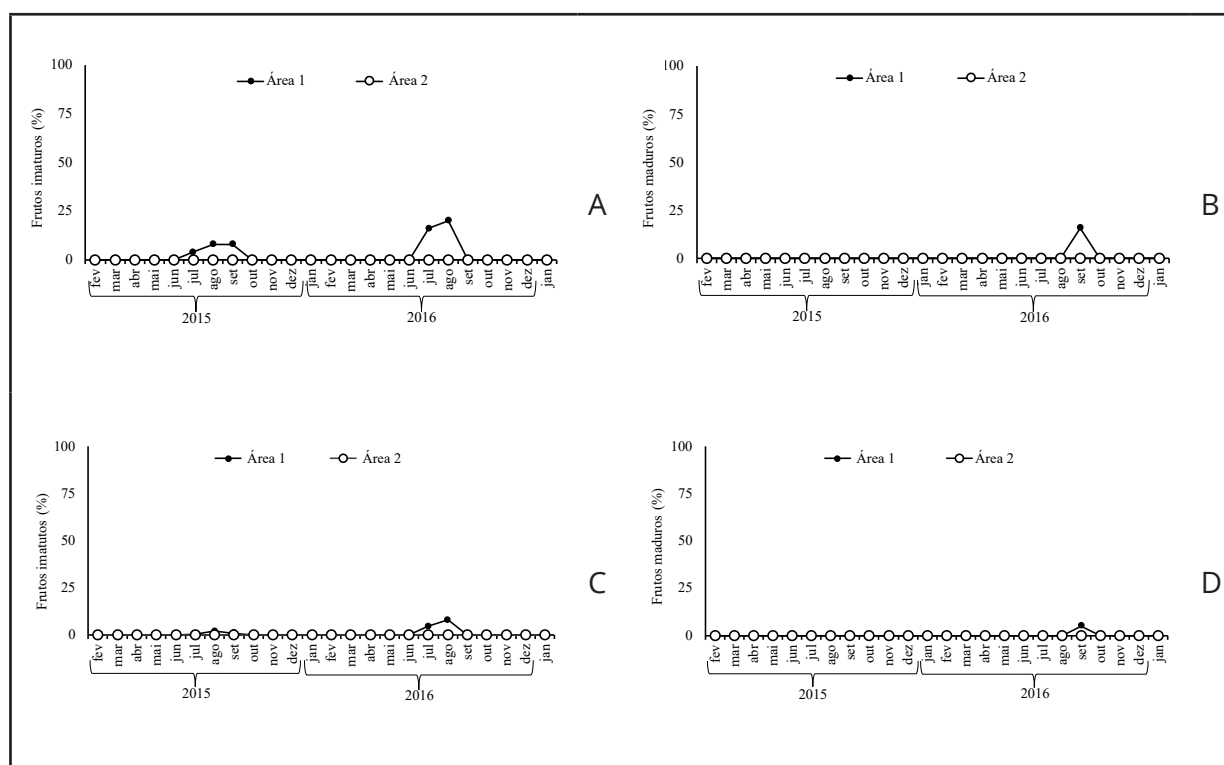 100
75
50
25
0
Frutos imaturos (%)
Área 1 Área 2
fev mar abr mai jun jul ago set out nov dez jan fev mar abr mai jun jul ago set out nov dez jan
2015 2016
A
100
75
50
25
0
Frutos maduros (%)
Área 1 Área 2
fev mar abr mai jun jul ago set out nov dez jan fev mar abr mai jun jul ago set out nov dez jan
2015 2016
B
100
75
50
25
0
Frutos imatutos (%)
Área 1 Área 2
fev mar abr mai jun jul ago set out nov dez jan fev mar abr mai jun jul ago set out nov dez jan
2015 2016
C
100
75
50
25
0
Frutos maduros (%)
Área 1 Área 2
fev mar abr mai jun jul ago set out nov dez jan fev mar abr mai jun jul ago set out nov dez jan
2015 2016
D